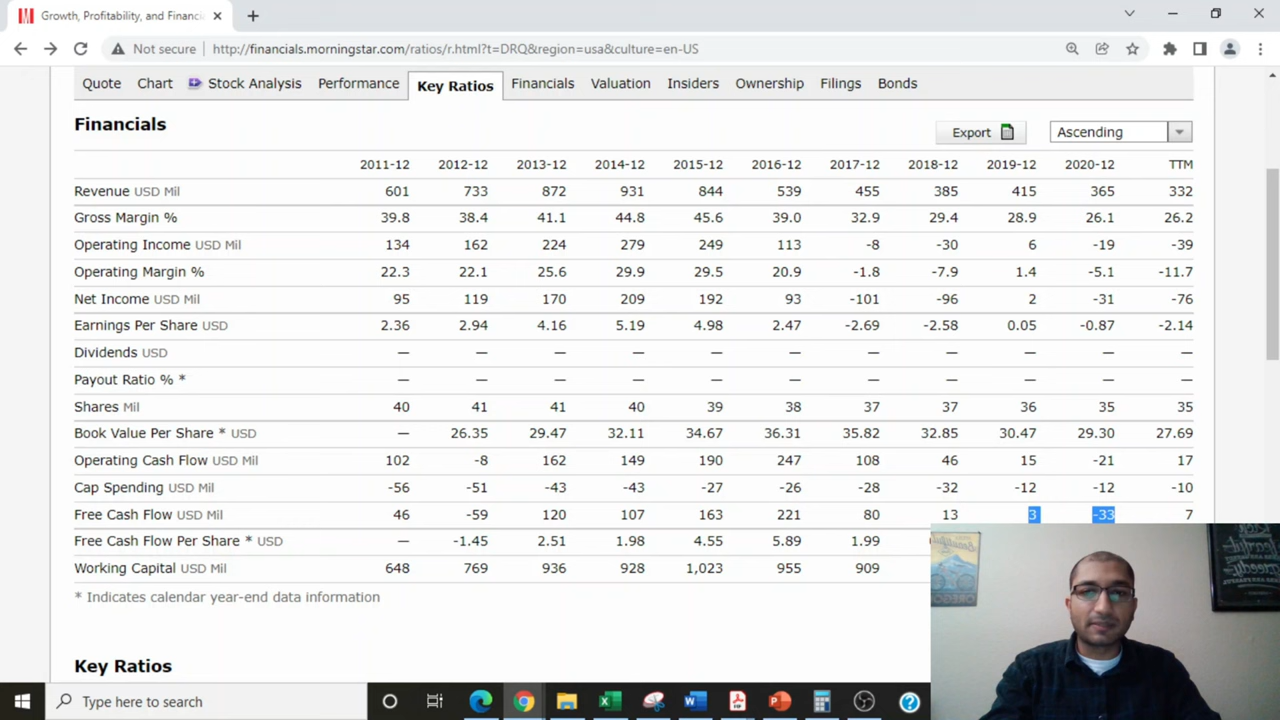 Growth, Profitability, and Financi
Not secure http://financials.morningstar.com/ratios/r.html?t=DRQ&region=usa&culture=en-US
Quote Chart Stock Analysis Performance Key Ratios Financials Valuation Insiders Ownership Filings Bonds
Financials
Export Ascending
2011-12 2012-12 2013-12 2014-12 2015-12 2016-12 2017-12 2018-12 2019-12 2020-12 TTM
Revenue USD Mil 601 733 872 931 844 539 455 385 415 365 332
Gross Margin % 39.8 38.4 41.1 44.8 45.6 39.0 32.9 29.4 28.9 26.1 26.2
Operating Income USD Mil 134 162 224 279 249 113 -8 -30 6 -19 -39
Operating Margin % 22.3 22.1 25.6 29.9 29.5 20.9 -1.8 -7.9 1.4 -5.1 -11.7
Net Income USD Mil 95 119 170 209 192 93 -101 -96 2 -31 -76
Earnings Per Share USD 2.36 2.94 4.16 5.19 4.98 2.47 -2.69 -2.58 0.05 -0.87 -2.14
Dividends USD — — — — — — — — — — —
Payout Ratio % * — — — — — — — — — — —
Shares Mil 40 41 41 40 39 38 37 37 36 35 35
Book Value Per Share * USD — 26.35 29.47 32.11 34.67 36.31 35.82 32.85 30.47 29.30 27.69
Operating Cash Flow USD Mil 102 -8 162 149 190 247 108 46 15 -21 17
Cap Spending USD Mil -56 -51 -43 -43 -27 -26 -28 -32 -12 -12 -10
Free Cash Flow USD Mil 46 -59 120 107 163 221 80 13 3 -33 7
Free Cash Flow Per Share * USD — -1.45 2.51 1.98 4.55 5.89 1.99
Working Capital USD Mil 648 769 936 928 1,023 955 909
* Indicates calendar year-end data information
Key Ratios
Type here to search